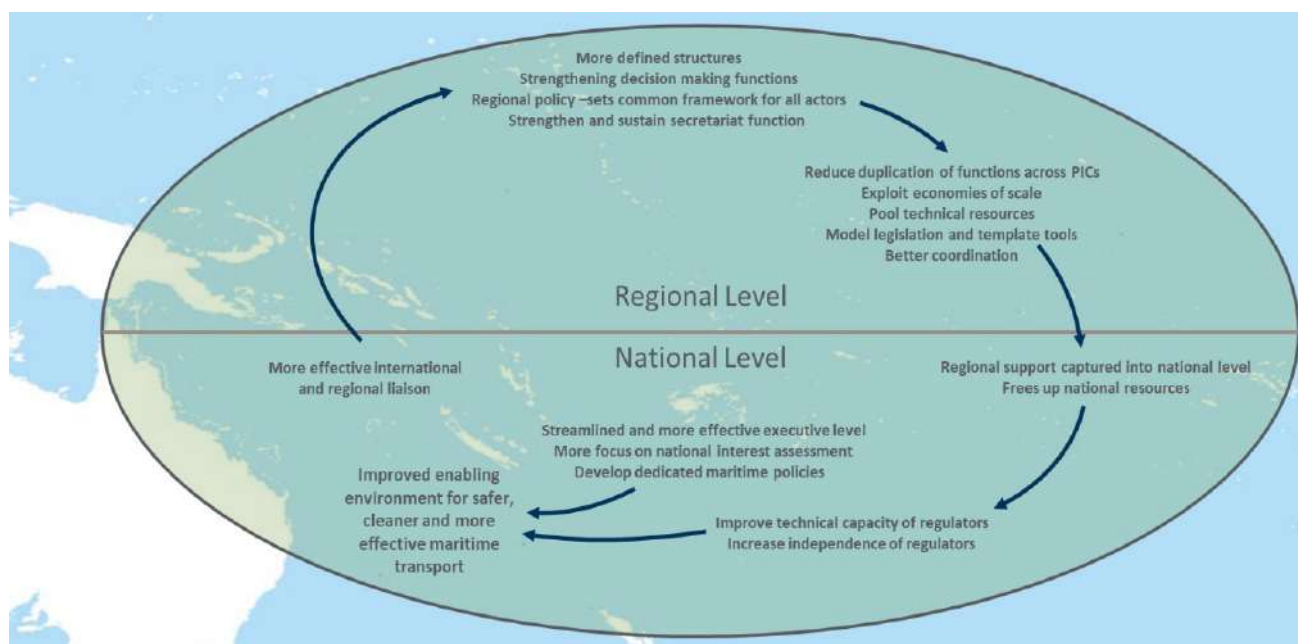 More defined structures
Strengthening decision making functions
Regional policy –sets common framework for all actors
Strengthen and sustain secretariat function
Reduce duplication of functions across PICs
Exploit economies of scale
Pool technical resources
Model legislation and template tools
Better coordination
Regional Level
National Level
More effective international
and regional liaison
Regional support captured into national level
Frees up national resources
Streamlined and more effective executive level
More focus on national interest assessment
Develop dedicated maritime policies
Improved enabling
environment for safer,
cleaner and more
effective maritime
transport
Improve technical capacity of regulators
Increase independence of regulators